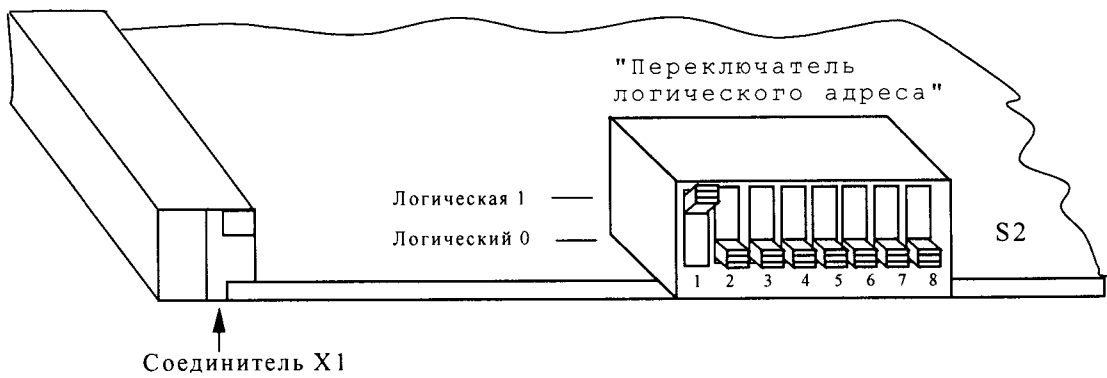 "Переключатель
логического адреса"
Логическая 1
Логический 0
S2
1 2 3 4 5 6 7 8
Соединитель X1